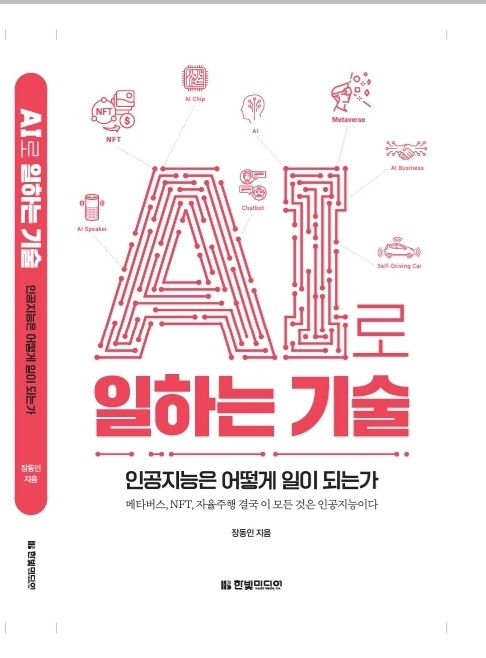 AI로 일하는 기술
인공지능은 어떻게 일이 되는가
장동인
지음
한빛미디어
NFT
NFT
$
AI Chip
AI
Metaverse
AI Business
AI Speaker
Chatbot
Self-Driving Car
AI로
일하는 기술
인공지능은 어떻게 일이 되는가
메타버스, NFT, 자율주행 결국 이 모든 것은 인공지능이다
장동인 지음
한빛미디어